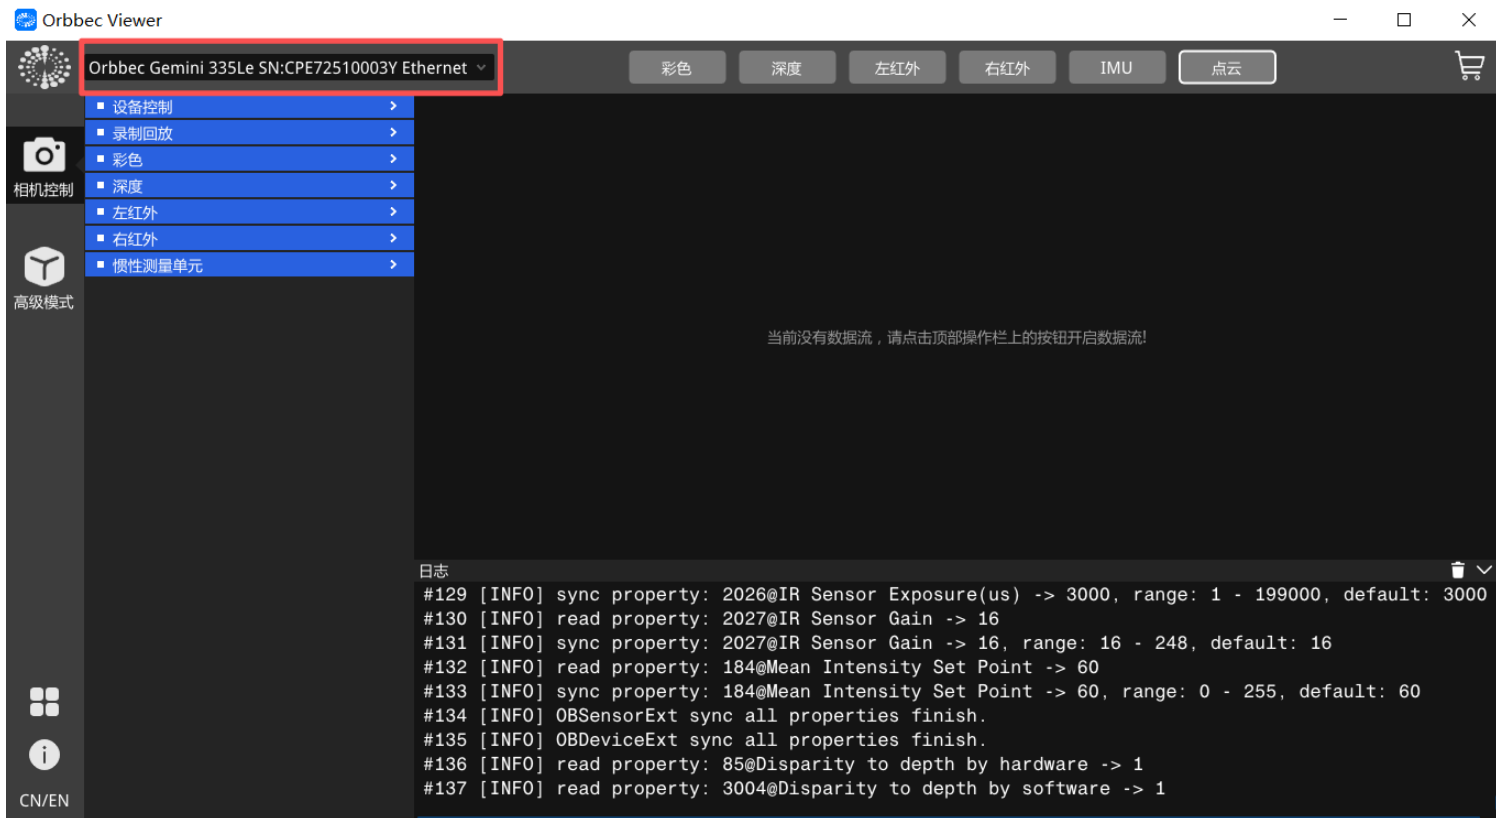 Orbbec Viewer
Orbbec Gemini 335Le SN:CPE72510003Y Ethernet
彩色
深度
左红外
右红外
IMU
点云
相机控制
高级模式
CN/EN
设备控制
录制回放
彩色
深度
左红外
右红外
惯性测量单元
当前没有数据流，请点击顶部操作栏上的按钮开启数据流!
日志
#129 [INFO] sync property: 2026@IR Sensor Exposure(us) -> 3000, range: 1 - 199000, default: 3000
#130 [INFO] read property: 2027@IR Sensor Gain -> 16
#131 [INFO] sync property: 2027@IR Sensor Gain -> 16, range: 16 - 248, default: 16
#132 [INFO] read property: 184@Mean Intensity Set Point -> 60
#133 [INFO] sync property: 184@Mean Intensity Set Point -> 60, range: 0 - 255, default: 60
#134 [INFO] OBSensorExt sync all properties finish.
#135 [INFO] OBDeviceExt sync all properties finish.
#136 [INFO] read property: 85@Disparity to depth by hardware -> 1
#137 [INFO] read property: 3004@Disparity to depth by software -> 1